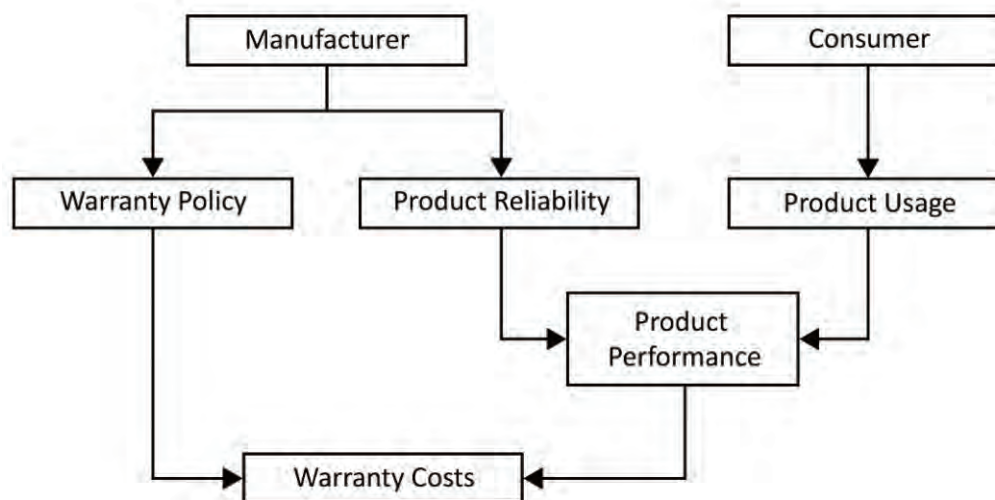 Manufacturer
Consumer
Warranty Policy
Product Reliability
Product Usage
Product
Performance
Warranty Costs